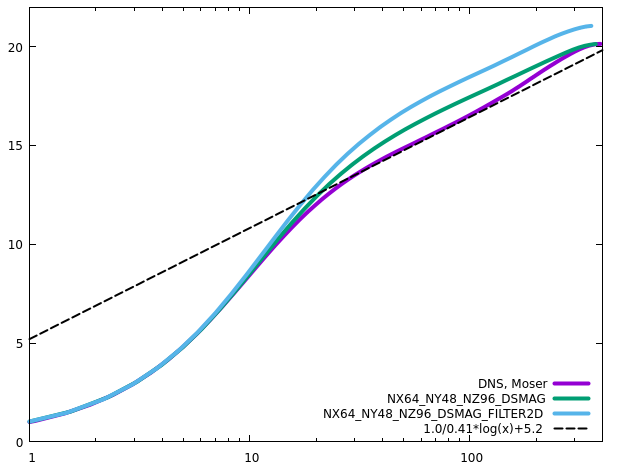 20
15
10
5
0
1
10
100
DNS, Moser
NX64_NY48_NZ96_DSMAG
NX64_NY48_NZ96_DSMAG_FILTER2D
1.0/0.41*log(x)+5.2